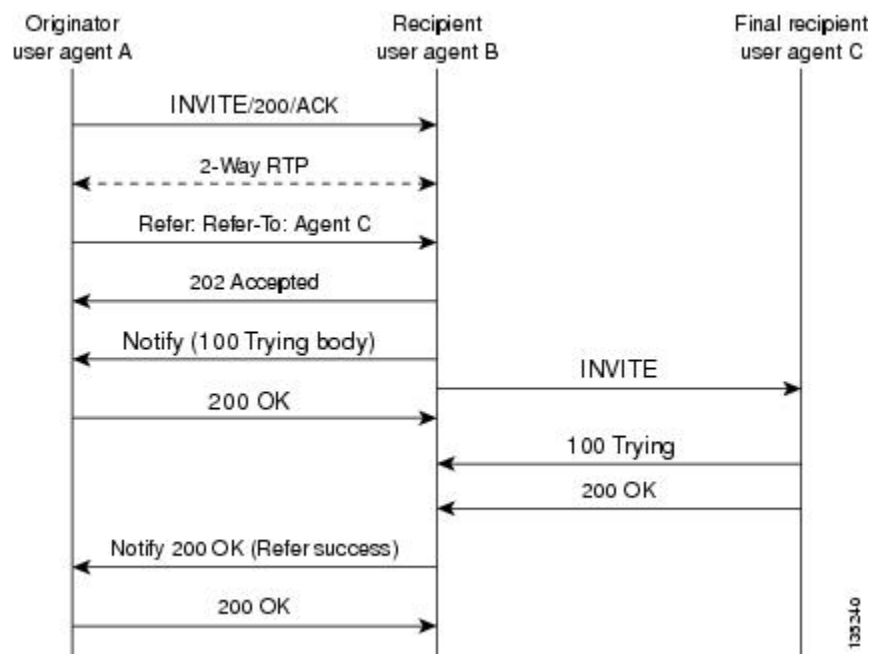 Originator
user agent A
Recipient
user agent B
Final recipient
user agent C
INVITE/200/ACK
2-Way RTP
Refer: Refer-To: Agent C
202 Accepted
Notify (100 Trying body)
INVITE
200 OK
100 Trying
200 OK
Notify 200 OK (Refer success)
200 OK
135240